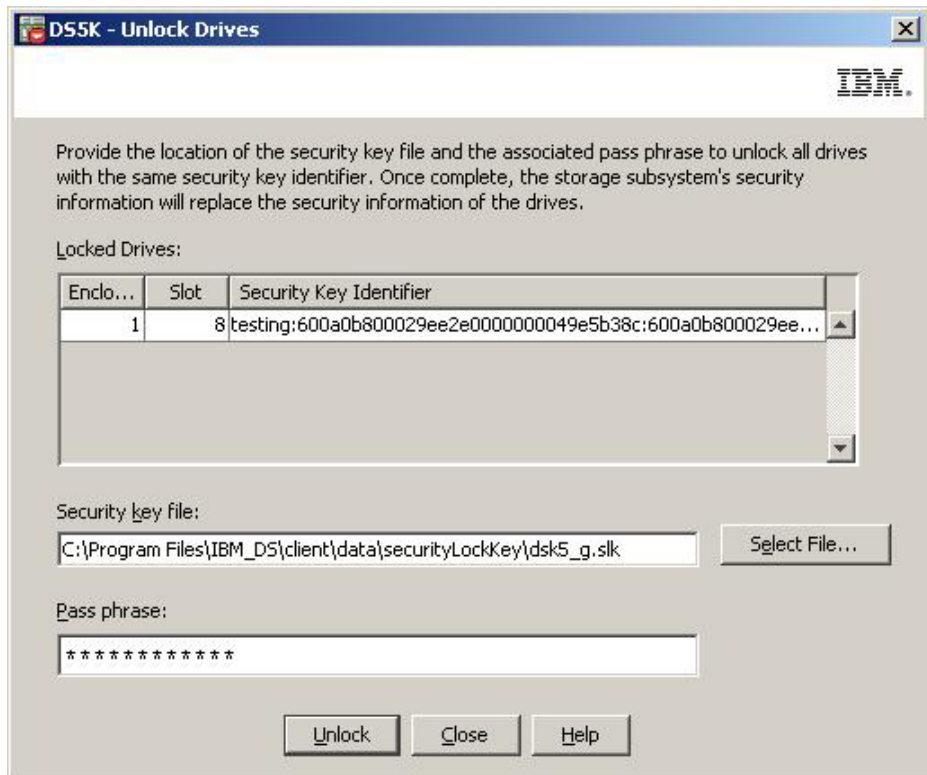 DS5K - Unlock Drives
IBM.
Provide the location of the security key file and the associated pass phrase to unlock all drives
with the same security key identifier. Once complete, the storage subsystem's security
information will replace the security information of the drives.
Locked Drives:
Enclo... Slot Security Key Identifier
1 8 testing:600a0b800029ee2e0000000049e5b38c:600a0b800029ee...
Security key file:
C:\Program Files\IBM_DS\client\data\securityLockKey\dsk5_g.slk Select File...
Pass phrase:
************
Unlock Close Help